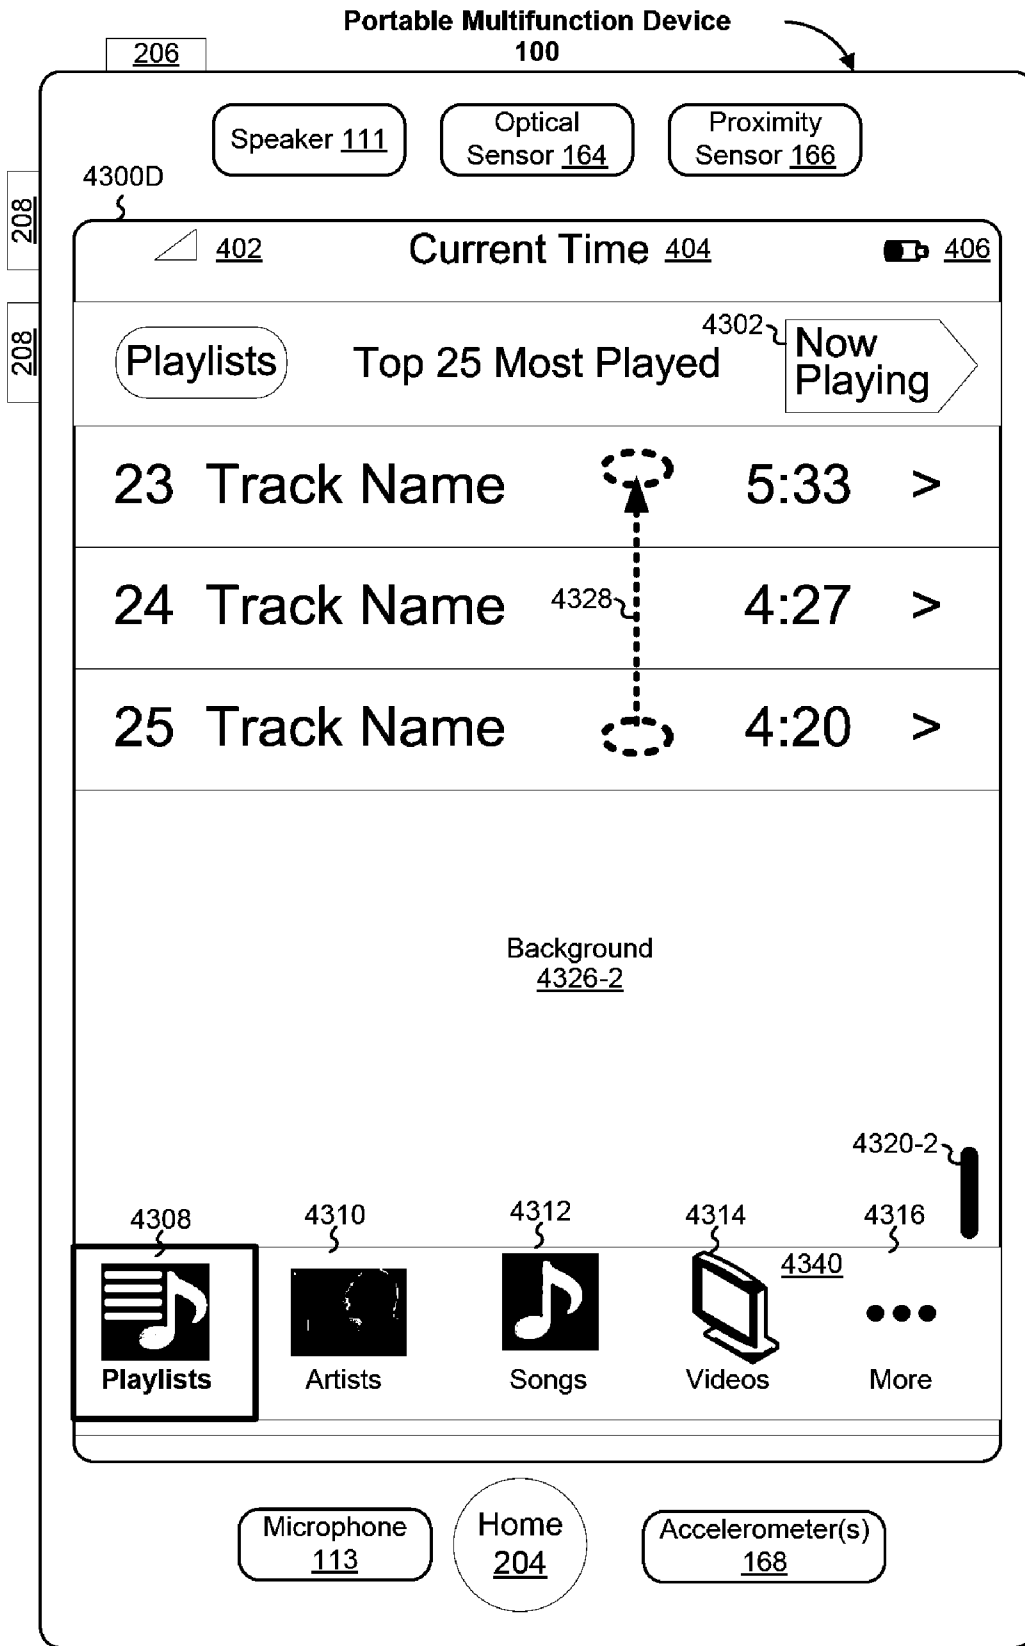 Portable Multifunction Device
100
206
Speaker 111
Optical
Sensor 164
Proximity
Sensor 166
4300D
208
402
Current Time 404
406
208
Playlists
Top 25 Most Played
4302
Now
Playing
23 Track Name 5:33 >
24 Track Name 4328 4:27 >
25 Track Name 4:20 >
Background
4326-2
4320-2
4308
4310
4312
4314
4316
4340
Playlists
Artists
Songs
Videos
More
Microphone
113
Home
204
Accelerometer(s)
168